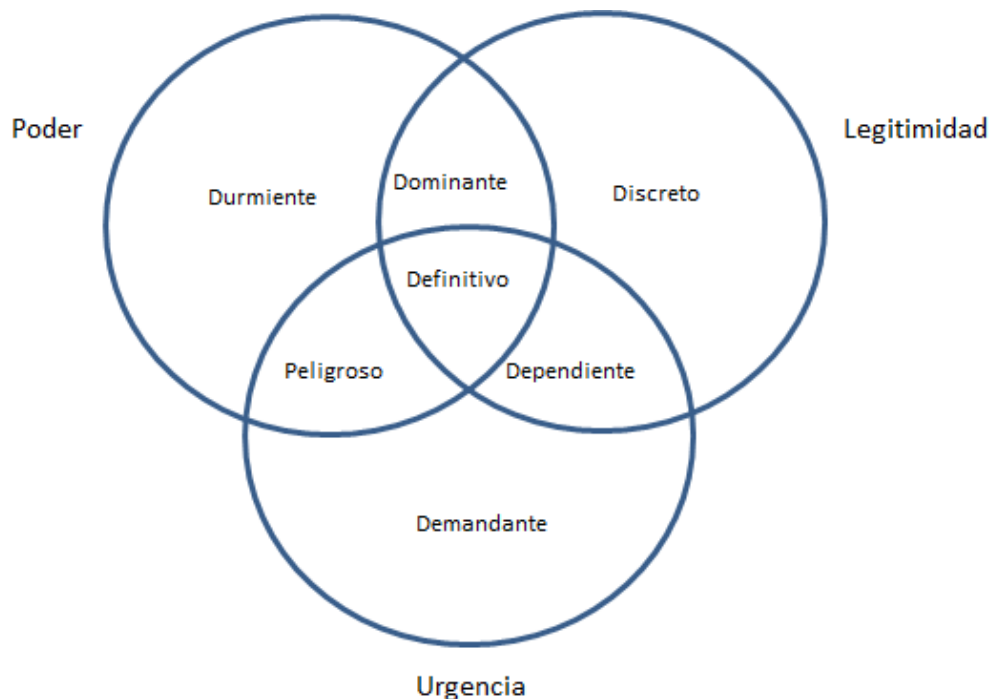 Poder
Legitimidad
Durmiente
Dominante
Discreto
Definitivo
Peligroso
Dependiente
Demandante
Urgencia